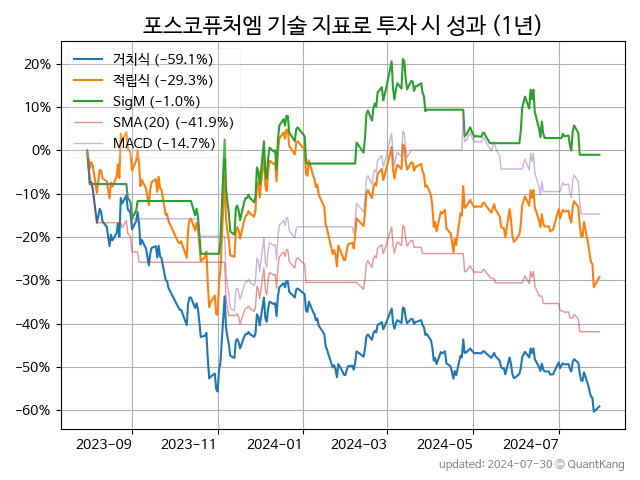 포스코퓨처엠 기술 지표로 투자 시 성과 (1년)
거치식 (−59.1%)
적립식 (−29.3%)
SigM (−1.0%)
SMA(20) (−41.9%)
MACD (−14.7%)
20%
10%
0%
−10%
−20%
−30%
−40%
−50%
−60%
2023-09 2023-11 2024-01 2024-03 2024-05 2024-07
updated: 2024-07-30 © QuantKang